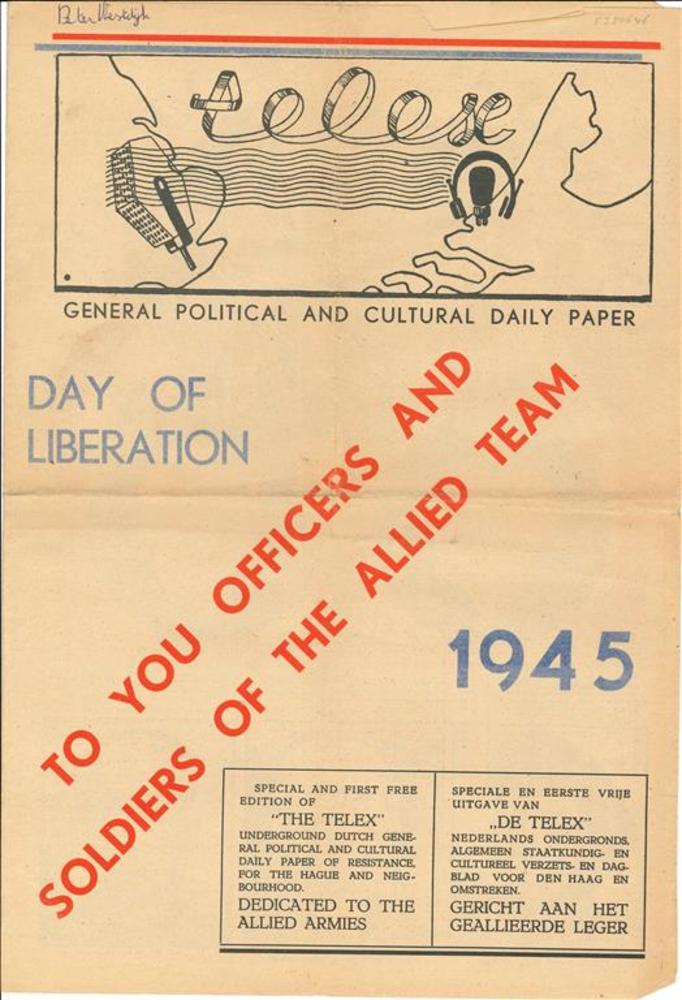 Peter Westdijk
telex
GENERAL POLITICAL AND CULTURAL DAILY PAPER
DAY OF
LIBERATION
TO YOU OFFICERS AND
SOLDIERS OF THE ALLIED TEAM
1945
SPECIAL AND FIRST FREE
EDITION OF
“THE TELEX”
UNDERGROUND DUTCH GENE-
RAL POLITICAL AND CULTURAL
DAILY PAPER OF RESISTANCE,
FOR THE HAGUE AND NEIG-
BOURHOOD.
DEDICATED TO THE
ALLIED ARMIES
SPECIALE EN EERSTE VRIJE
UITGAVE VAN
„DE TELEX”
NEDERLANDS ONDERGRONDS,
ALGEMEEN STAATKUNDIG- EN
CULTUREEL VERZETS- EN DAG-
BLAD VOOR DEN HAAG EN
OMSTREKEN.
GERICHT AAN HET
GEALLIEERDE LEGER